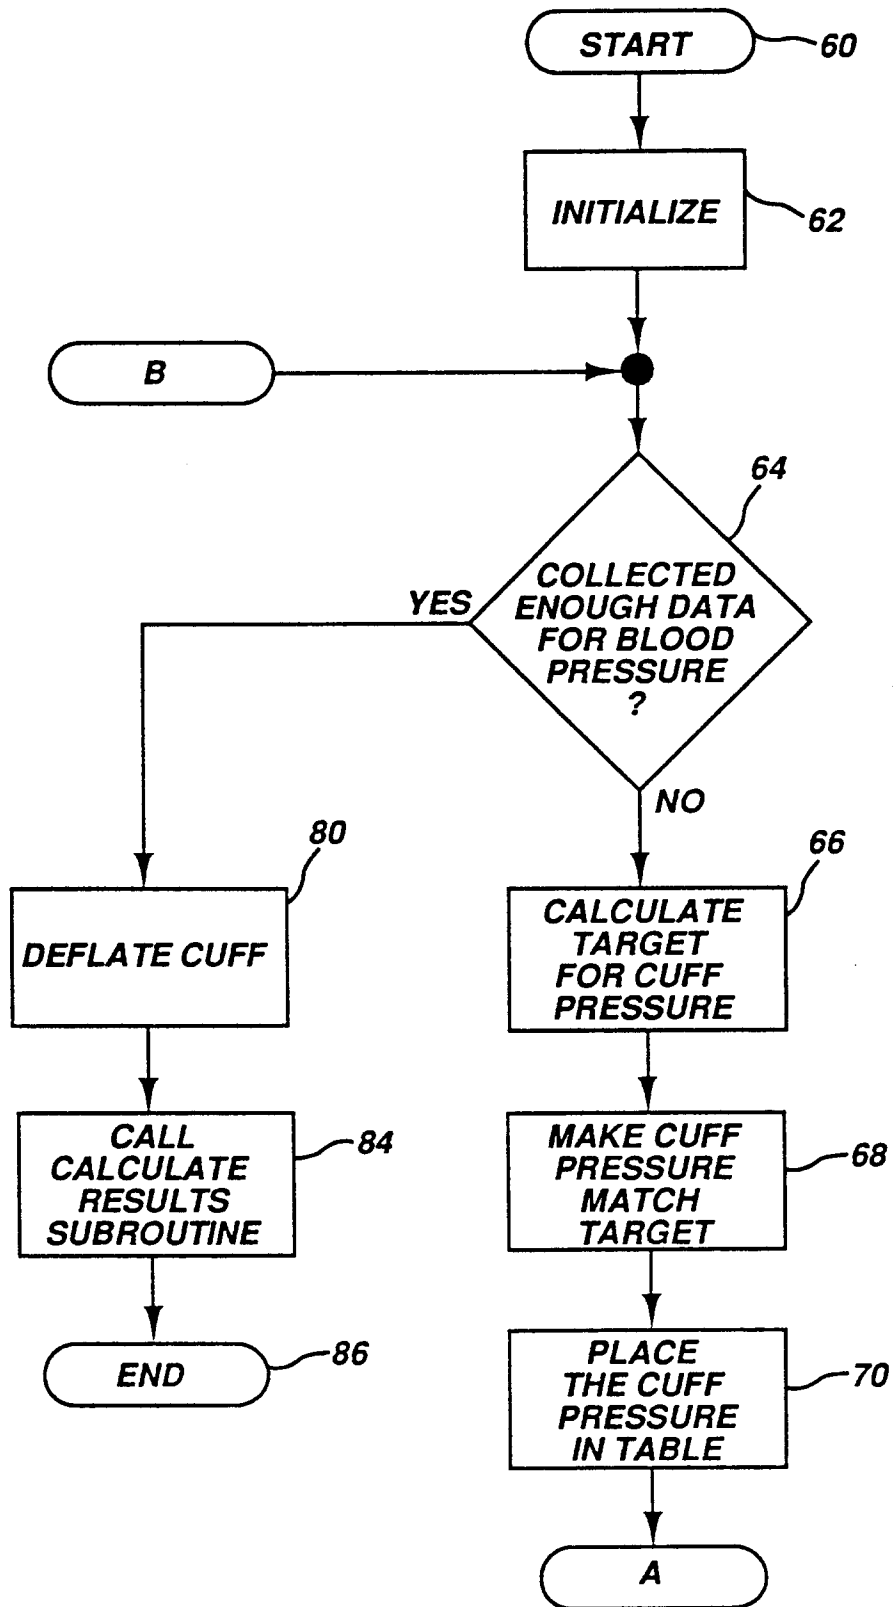 START
60
INITIALIZE
62
B
64
COLLECTED
ENOUGH DATA
FOR BLOOD
PRESSURE
?
YES
NO
80
DEFLATE CUFF
66
CALCULATE
TARGET
FOR CUFF
PRESSURE
CALL
CALCULATE
RESULTS
SUBROUTINE
84
MAKE CUFF
PRESSURE
MATCH
TARGET
68
END
86
PLACE
THE CUFF
PRESSURE
IN TABLE
70
A